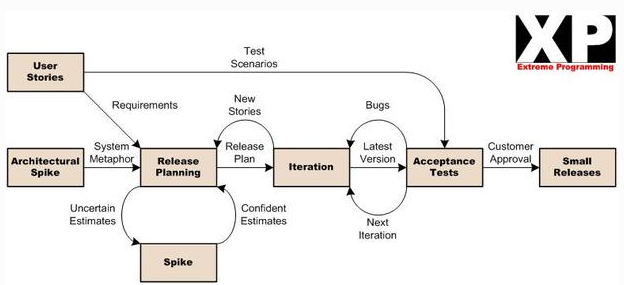 XP
Extreme Programming
User
Stories
Test
Scenarios
Requirements
New
Stories
Bugs
Architectural
Spike
System
Metaphor
Release
Planning
Release
Plan
Iteration
Latest
Version
Acceptance
Tests
Customer
Approval
Small
Releases
Uncertain
Estimates
Confident
Estimates
Next
Iteration
Spike